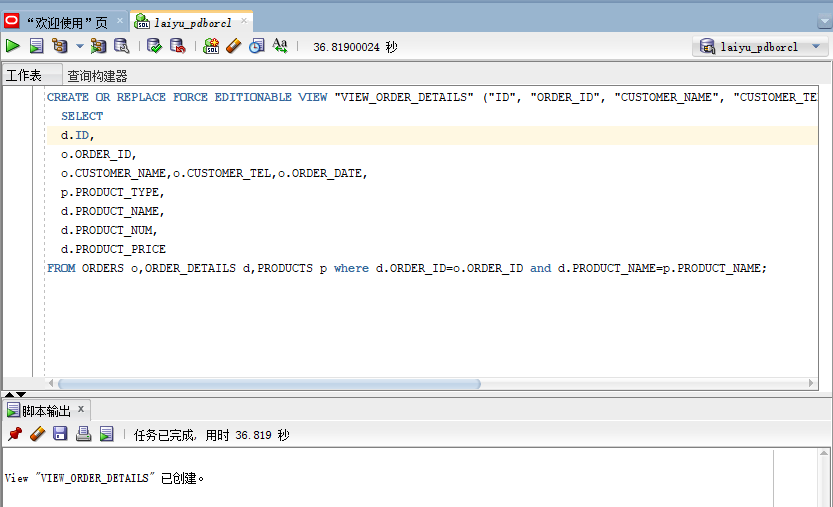 “欢迎使用”页 laiyu_pdborcl
36.81900024 秒 laiyu_pdborcl
工作表 查询构建器
CREATE OR REPLACE FORCE EDITIONABLE VIEW "VIEW_ORDER_DETAILS" ("ID", "ORDER_ID", "CUSTOMER_NAME", "CUSTOMER_TE
SELECT
d.ID,
o.ORDER_ID,
o.CUSTOMER_NAME,o.CUSTOMER_TEL,o.ORDER_DATE,
p.PRODUCT_TYPE,
d.PRODUCT_NAME,
d.PRODUCT_NUM,
d.PRODUCT_PRICE
FROM ORDERS o,ORDER_DETAILS d,PRODUCTS p where d.ORDER_ID=o.ORDER_ID and d.PRODUCT_NAME=p.PRODUCT_NAME;
脚本输出 x
任务已完成, 用时 36.819 秒
View "VIEW_ORDER_DETAILS" 已创建。